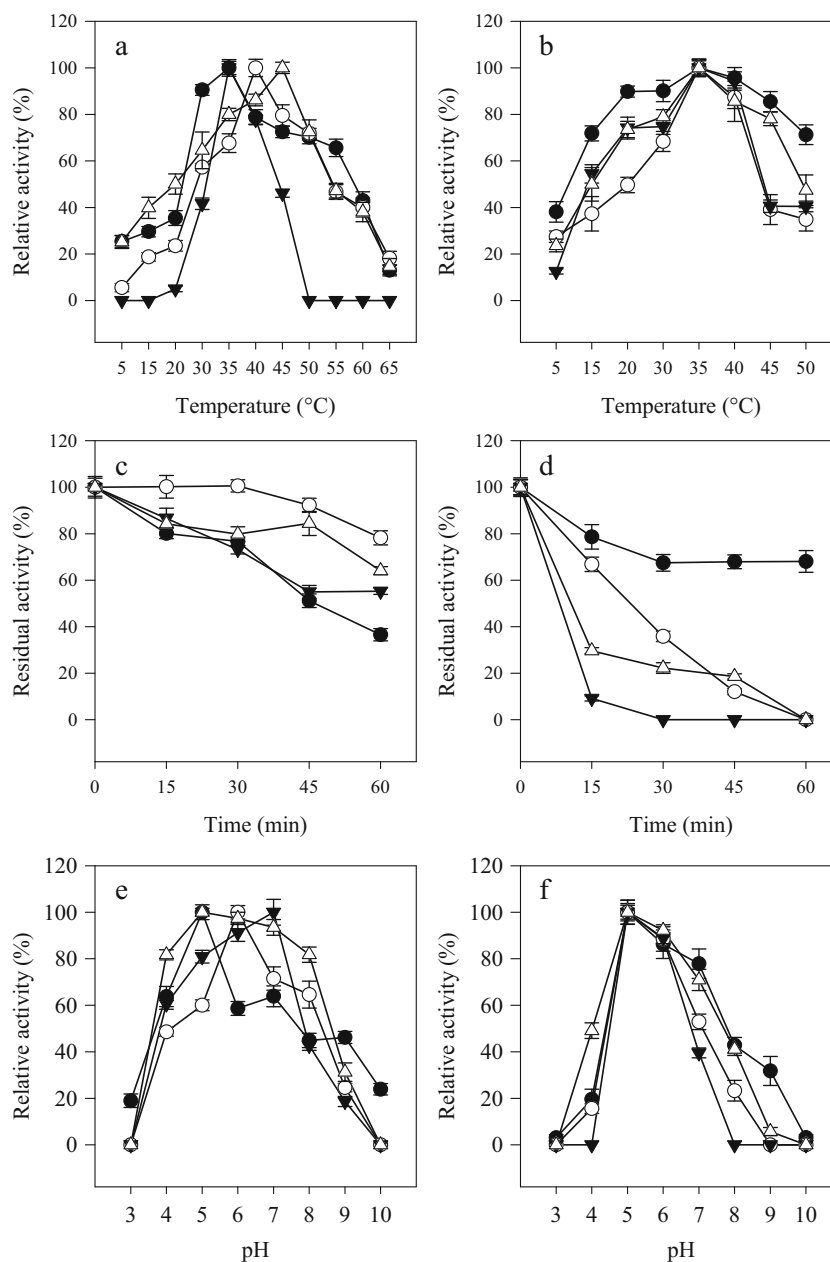 a
120
100
80
60
40
20
0
Relative activity (%)
5 15 20 30 35 40 45 50 55 60 65
Temperature (°C)
b
120
100
80
60
40
20
0
Relative activity (%)
5 15 20 30 35 40 45 50
Temperature (°C)
c
120
100
80
60
40
20
0
Residual activity (%)
0 15 30 45 60
Time (min)
d
120
100
80
60
40
20
0
Residual activity (%)
0 15 30 45 60
Time (min)
e
120
100
80
60
40
20
0
Relative activity (%)
3 4 5 6 7 8 9 10
pH
f
120
100
80
60
40
20
0
Relative activity (%)
3 4 5 6 7 8 9 10
pH